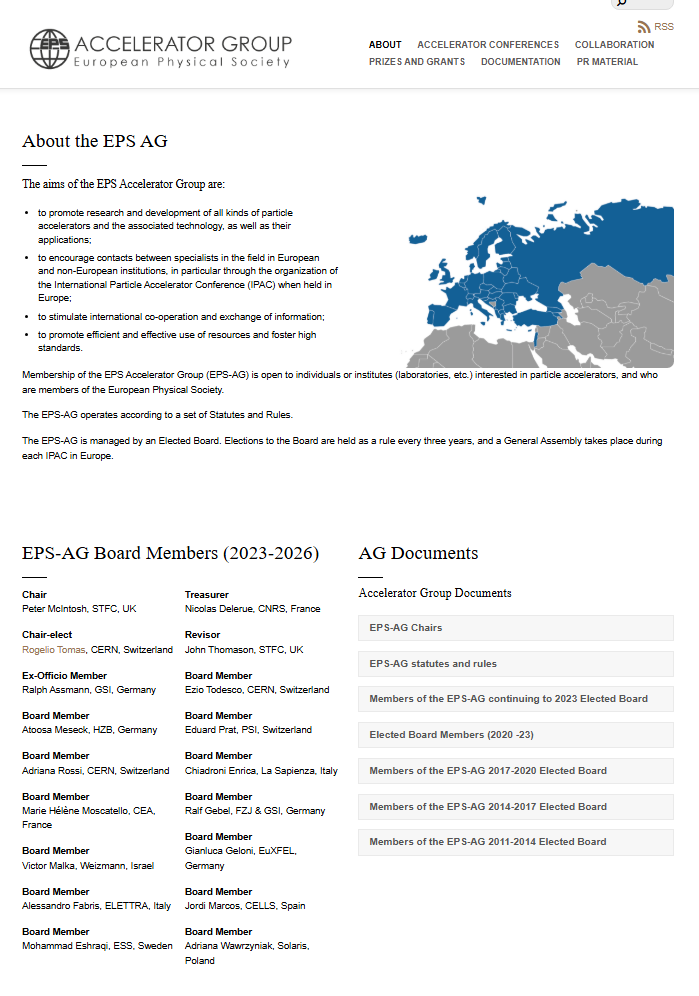 RSS
EPS ACCELERATOR GROUP
European Physical Society
ABOUT ACCELERATOR CONFERENCES COLLABORATION
PRIZES AND GRANTS DOCUMENTATION PR MATERIAL
About the EPS AG
The aims of the EPS Accelerator Group are:
• to promote research and development of all kinds of particle
accelerators and the associated technology, as well as their
applications;
• to encourage contacts between specialists in the field in European
and non-European institutions, in particular through the organization of
the International Particle Accelerator Conference (IPAC) when held in
Europe;
• to stimulate international co-operation and exchange of information;
• to promote efficient and effective use of resources and foster high
standards.
Membership of the EPS Accelerator Group (EPS-AG) is open to individuals or institutes (laboratories, etc.) interested in particle accelerators, and who
are members of the European Physical Society.
The EPS-AG operates according to a set of Statutes and Rules.
The EPS-AG is managed by an Elected Board. Elections to the Board are held as a rule every three years, and a General Assembly takes place during
each IPAC in Europe.
EPS-AG Board Members (2023-2026)
Chair
Peter McIntosh, STFC, UK
Chair-elect
Rogelio Tomas, CERN, Switzerland
Ex-Officio Member
Ralph Assmann, GSI, Germany
Board Member
Atoosa Meseck, HZB, Germany
Board Member
Adriana Rossi, CERN, Switzerland
Board Member
Marie Hélène Moscatello, CEA,
France
Board Member
Victor Malka, Weizmann, Israel
Board Member
Alessandro Fabris, ELETTRA, Italy
Board Member
Mohammad Eshraqi, ESS, Sweden
Treasurer
Nicolas Delerue, CNRS, France
Revisor
John Thomason, STFC, UK
Board Member
Ezio Todesco, CERN, Switzerland
Board Member
Eduard Prat, PSI, Switzerland
Board Member
Chiadroni Enrica, La Sapienza, Italy
Board Member
Ralf Gebel, FZJ & GSI, Germany
Board Member
Gianluca Geloni, EuXFEL,
Germany
Board Member
Jordi Marcos, CELLS, Spain
Board Member
Adriana Wawrzyniak, Solaris,
Poland
AG Documents
Accelerator Group Documents
EPS-AG Chairs
EPS-AG statutes and rules
Members of the EPS-AG continuing to 2023 Elected Board
Elected Board Members (2020 -23)
Members of the EPS-AG 2017-2020 Elected Board
Members of the EPS-AG 2014-2017 Elected Board
Members of the EPS-AG 2011-2014 Elected Board